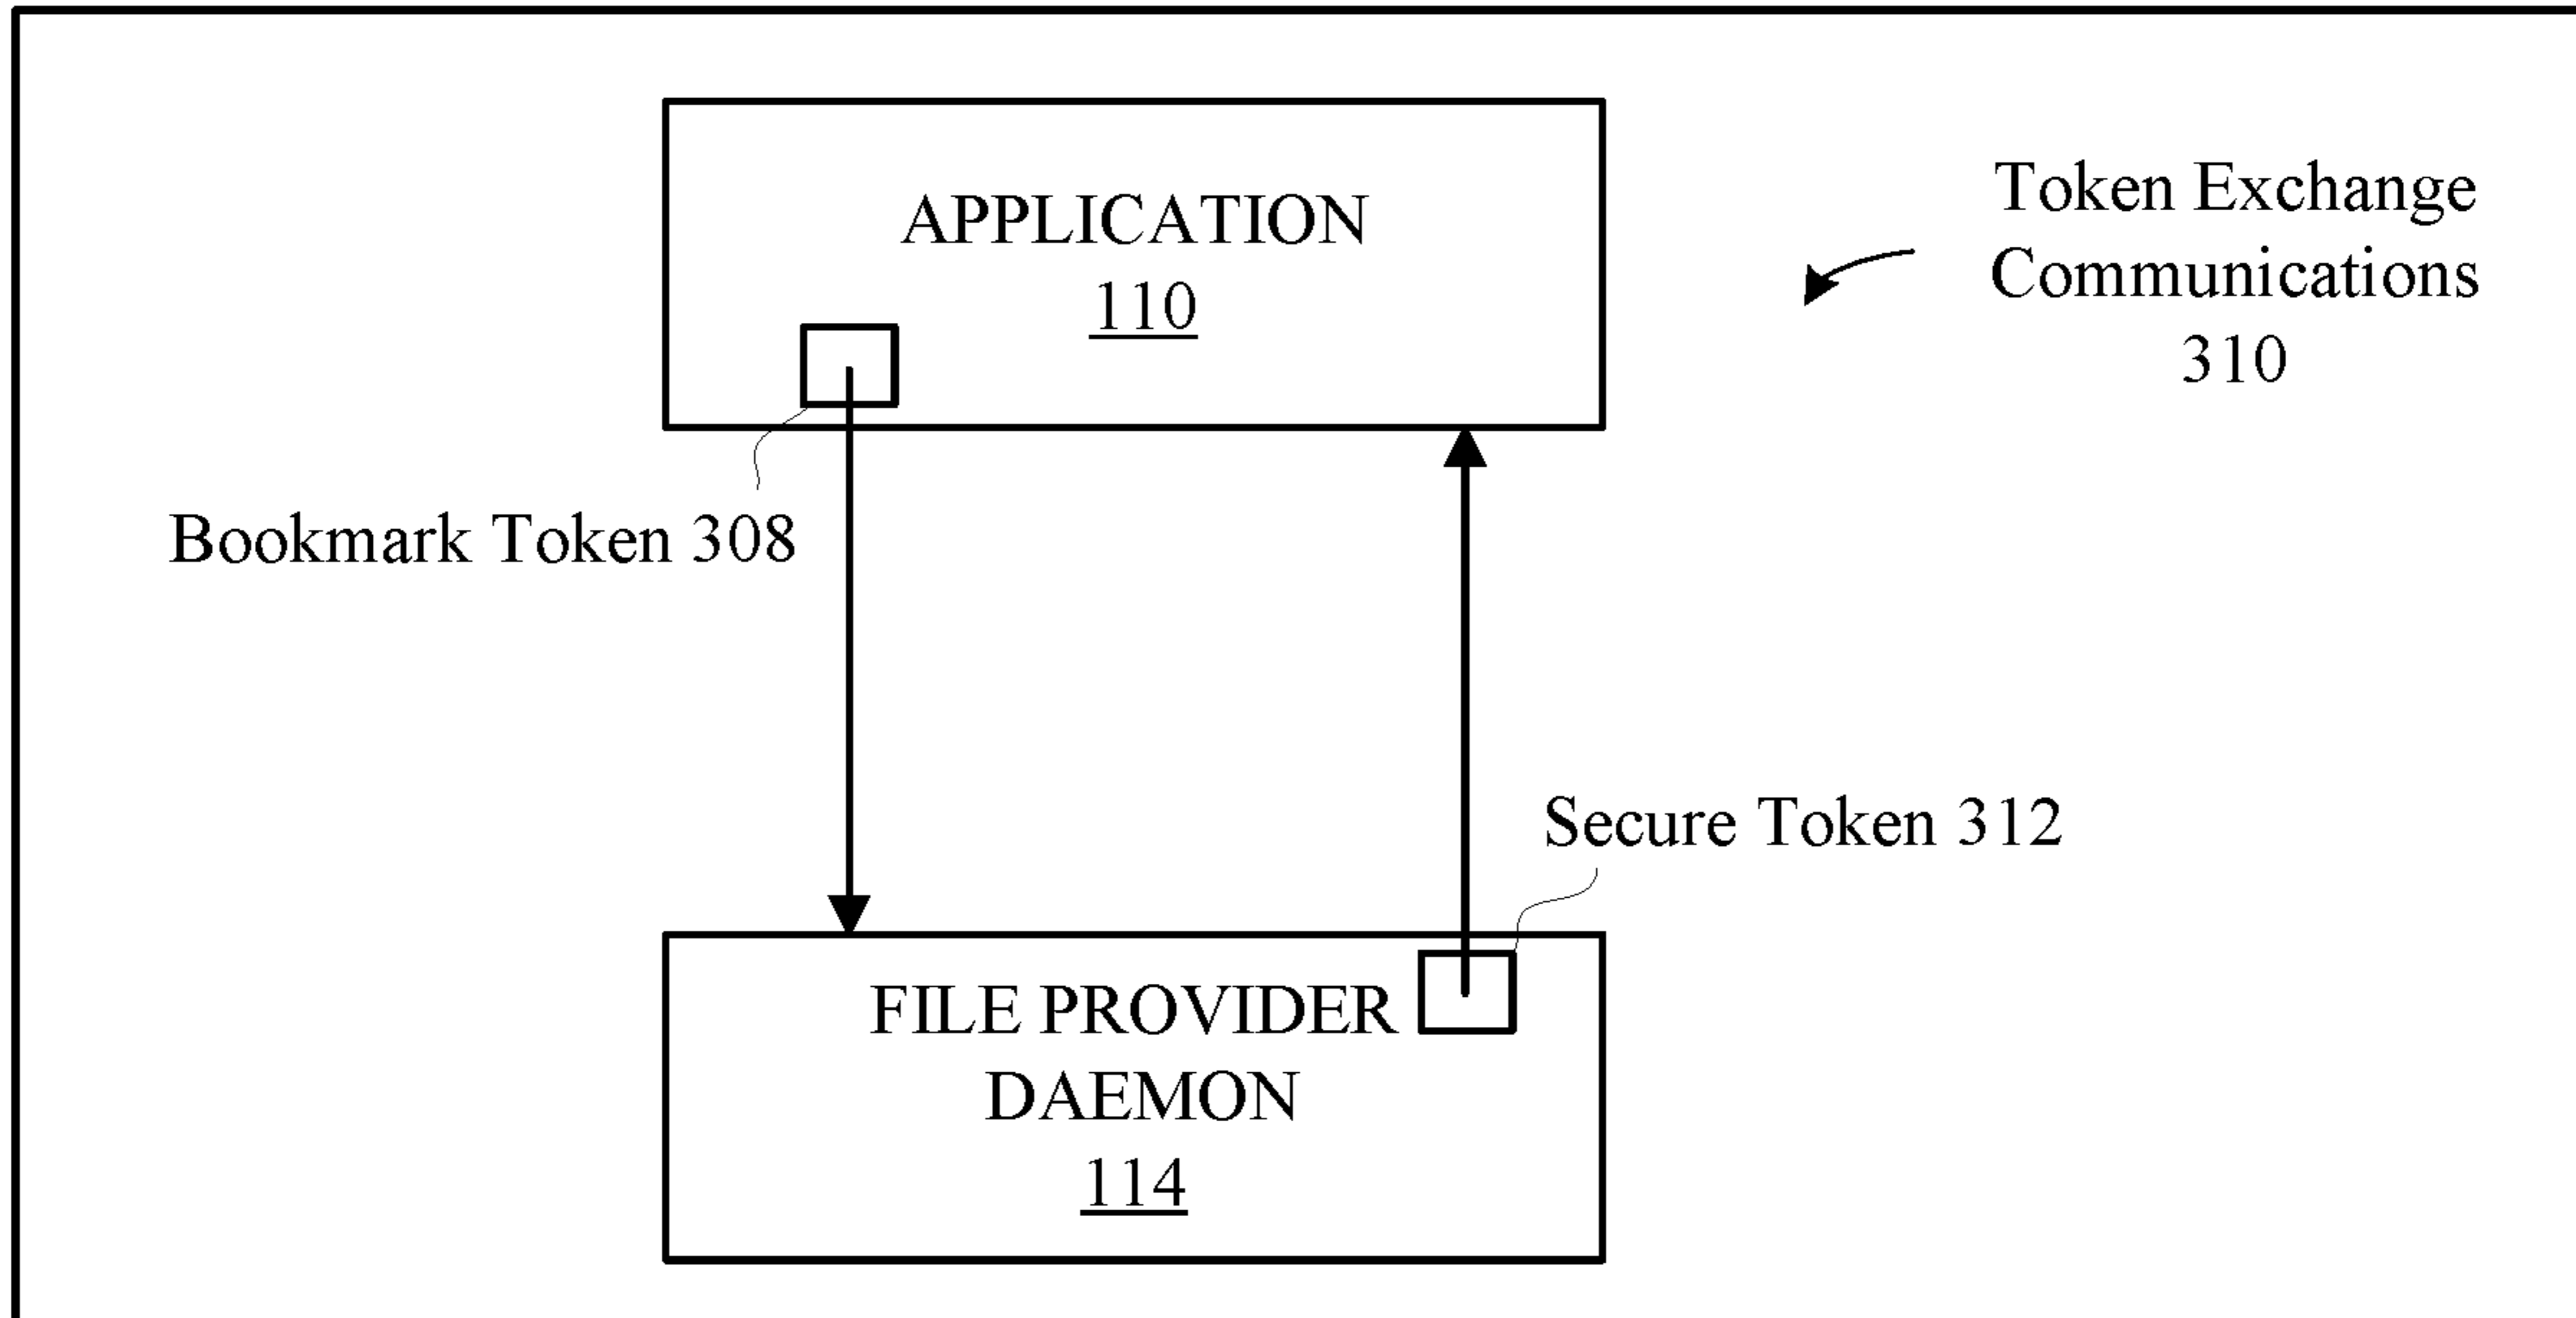 APPLICATION
110
Token Exchange
Communications
310
Bookmark Token 308
Secure Token 312
FILE PROVIDER
DAEMON
114